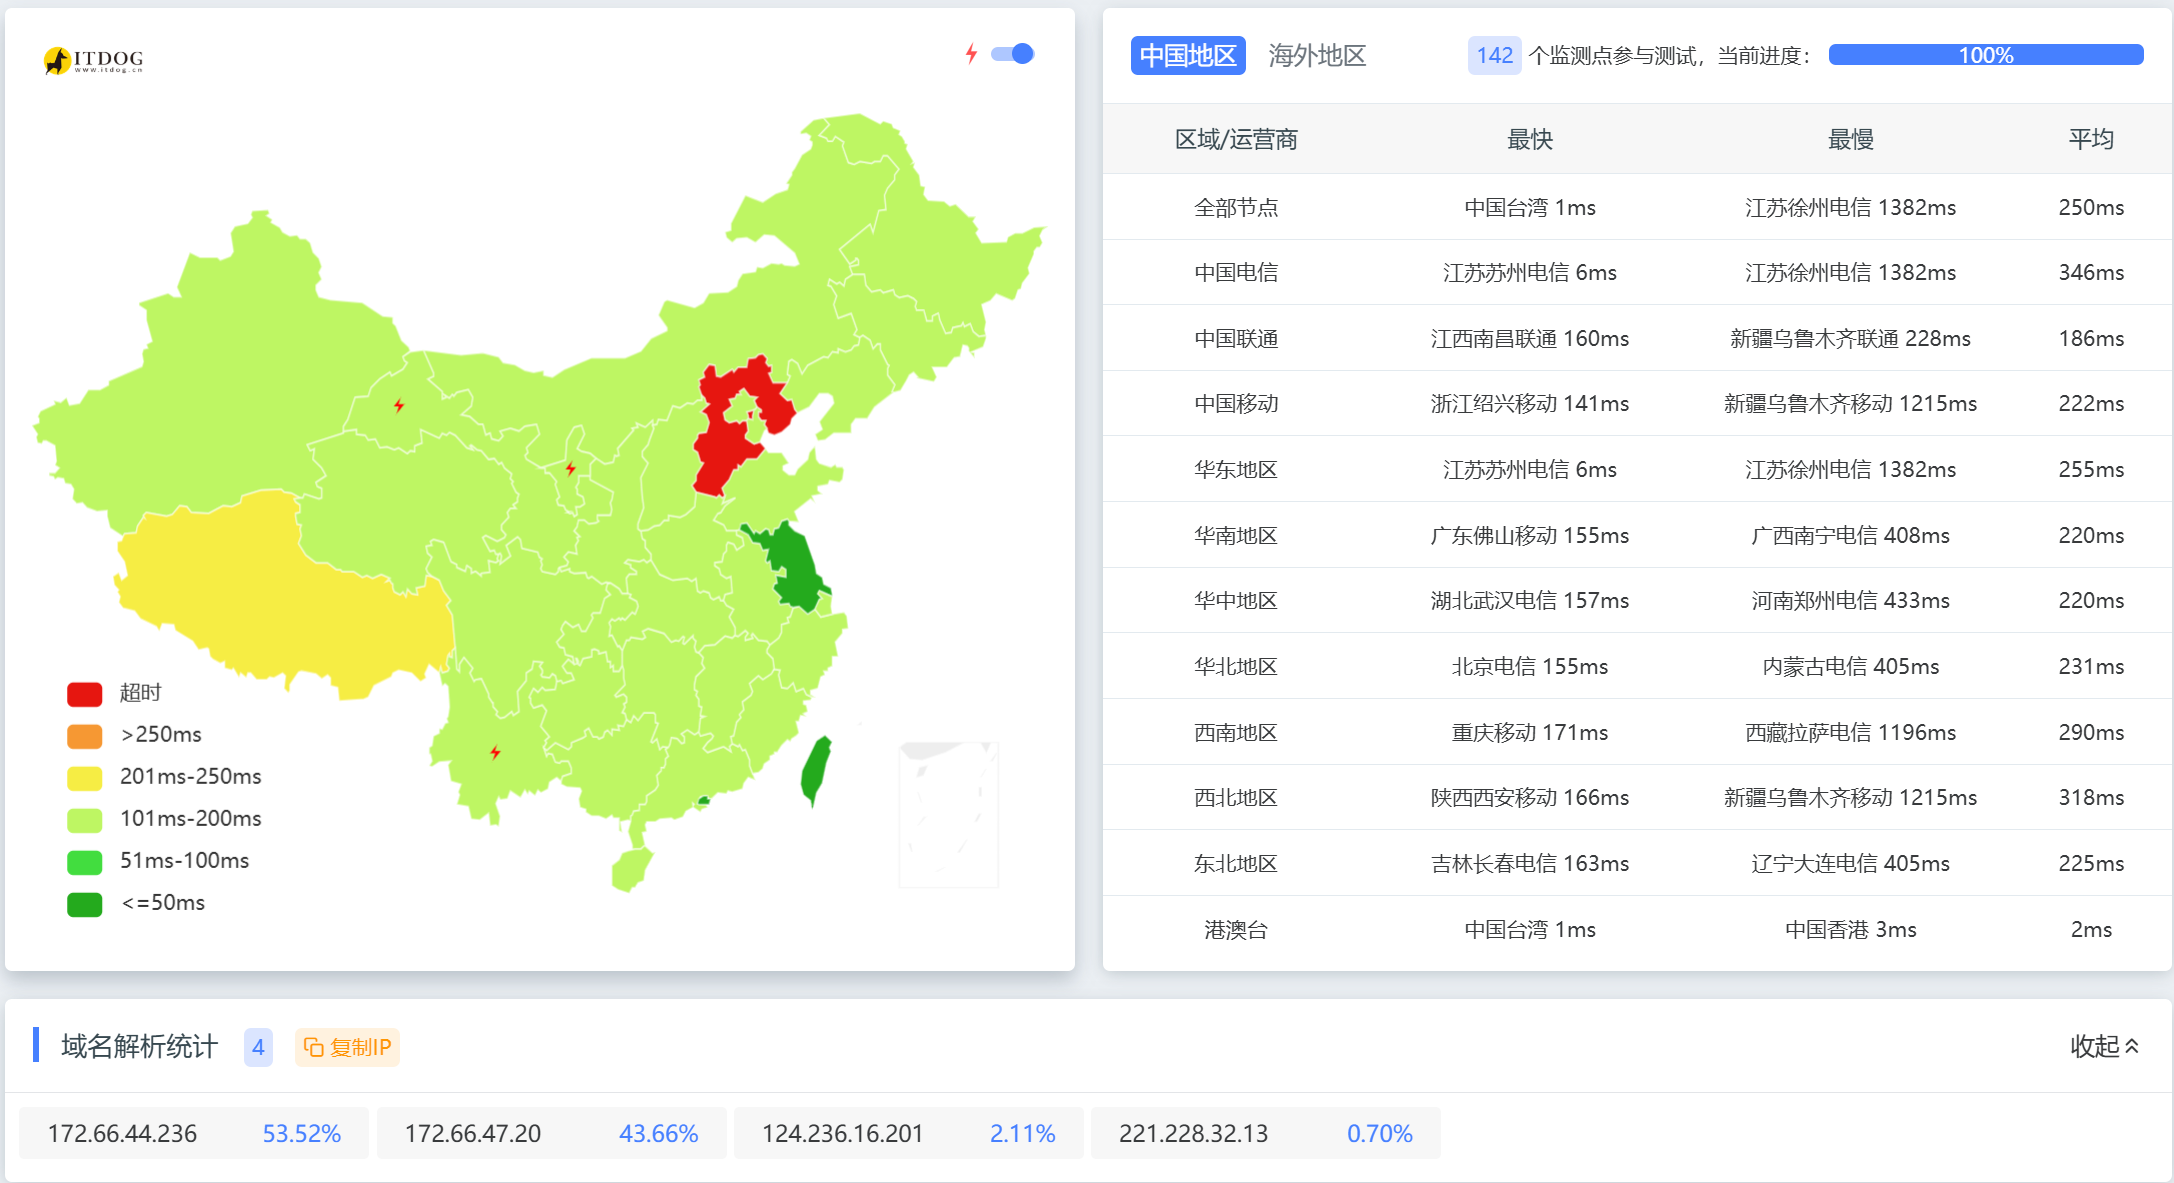 ITDOG
www.itdog.cn
超时
>250ms
201ms-250ms
101ms-200ms
51ms-100ms
<=50ms
中国地区 海外地区 142 个监测点参与测试，当前进度： 100%
区域/运营商 最快 最慢 平均
全部节点 中国台湾 1ms 江苏徐州电信 1382ms 250ms
中国电信 江苏苏州电信 6ms 江苏徐州电信 1382ms 346ms
中国联通 江西南昌联通 160ms 新疆乌鲁木齐联通 228ms 186ms
中国移动 浙江绍兴移动 141ms 新疆乌鲁木齐移动 1215ms 222ms
华东地区 江苏苏州电信 6ms 江苏徐州电信 1382ms 255ms
华南地区 广东佛山移动 155ms 广西南宁电信 408ms 220ms
华中地区 湖北武汉电信 157ms 河南郑州电信 433ms 220ms
华北地区 北京电信 155ms 内蒙古电信 405ms 231ms
西南地区 重庆移动 171ms 西藏拉萨电信 1196ms 290ms
西北地区 陕西西安移动 166ms 新疆乌鲁木齐移动 1215ms 318ms
东北地区 吉林长春电信 163ms 辽宁大连电信 405ms 225ms
港澳台 中国台湾 1ms 中国香港 3ms 2ms
域名解析统计 4 复制IP 收起
172.66.44.236 53.52% 172.66.47.20 43.66% 124.236.16.201 2.11% 221.228.32.13 0.70%